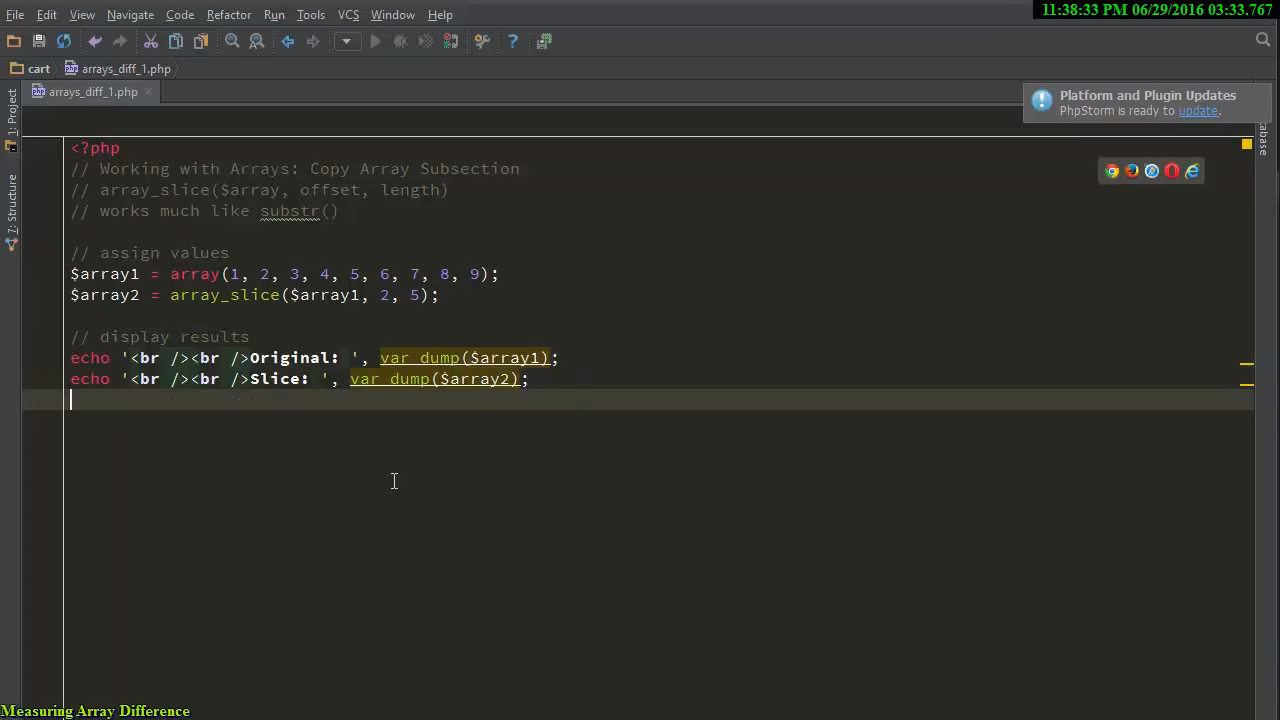 File Edit View Navigate Code Refactor Run Tools VCS Window Help
11:38:33 PM 06/29/2016 03:33.767
cart arrays_diff_1.php
arrays_diff_1.php
1: Project
7: Structure
Platform and Plugin Updates
PhpStorm is ready to update.
abase
<?php
// Working with Arrays: Copy Array Subsection
// array_slice($array, offset, length)
// works much like substr()
// assign values
$array1 = array(1, 2, 3, 4, 5, 6, 7, 8, 9);
$array2 = array_slice($array1, 2, 5);
// display results
echo '<br /><br />Original: ', var_dump($array1);
echo '<br /><br />Slice: ', var_dump($array2);
Measuring Array Difference